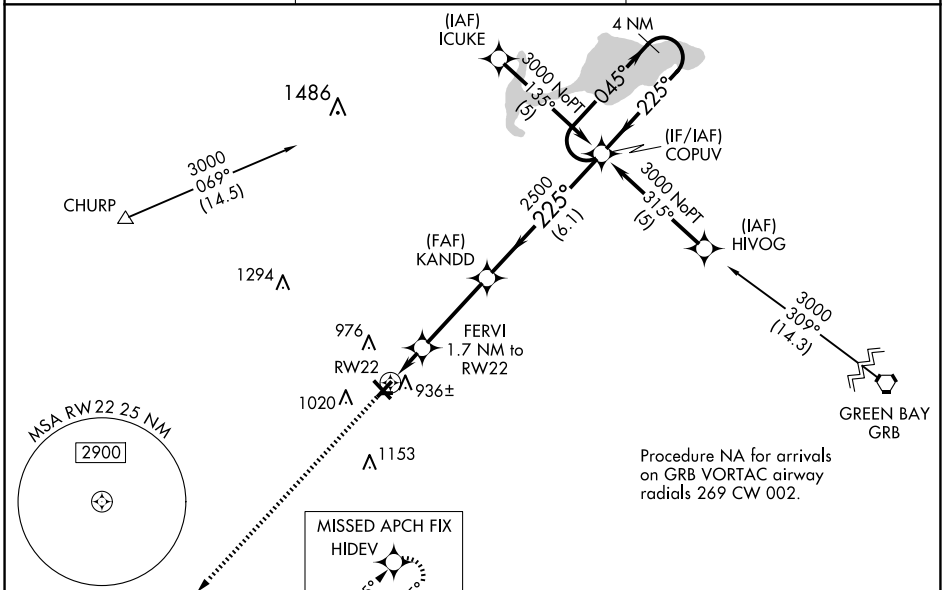 (IAF)
ICUKE
4 NM
3000 NoPT
135°
(5)
045°
225°
1486
(IF/IAF)
COPUV
3000
069°
(14.5)
CHURP
2500
225°
(6.1)
3000 NoPT
315°
(5)
(IAF)
HIVOG
(FAF)
KANDD
1294
3000
309°
(14.3)
976
FERVI
1.7 NM to
RW22
RW22
936±
1020
GREEN BAY
GRB
MSA RW 22 25 NM
2900
1153
Procedure NA for arrivals
on GRB VORTAC airway
radials 269 CW 002.
MISSED APCH FIX
HIDEV